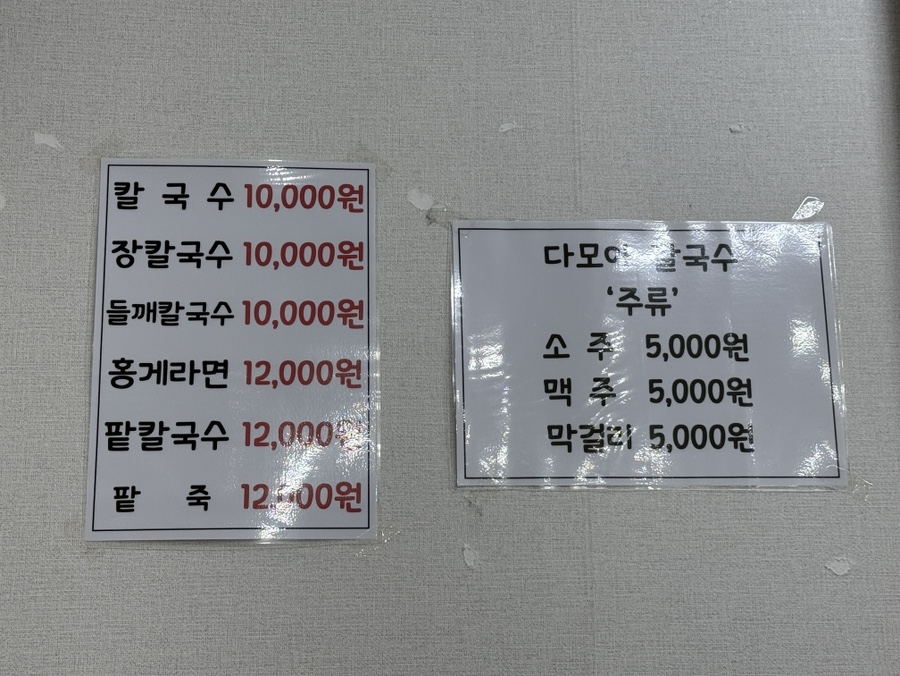 칼 국 수 10,000원
장칼국수 10,000원
들깨칼국수 10,000원
홍게라면 12,000원
팥칼국수 12,000원
팥 죽 12,000원
다모아 칼국수
‘주류’
소 주 5,000원
맥 주 5,000원
막걸리 5,000원